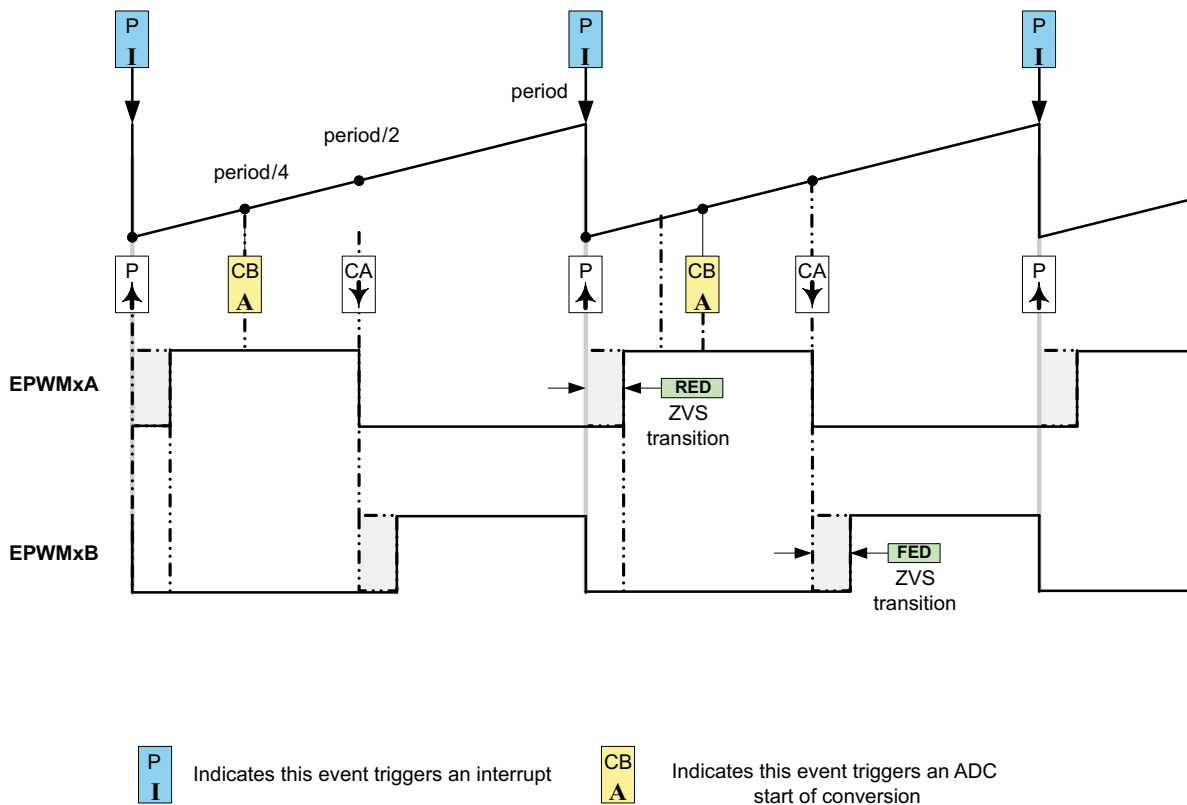 P
I
P
I
P
I
period
period/2
period/4
P
CB
A
CA
P
CB
A
CA
P
EPWMxA
RED
ZVS
transition
EPWMxB
FED
ZVS
transition
P
I
Indicates this event triggers an interrupt
CB
A
Indicates this event triggers an ADC
start of conversion